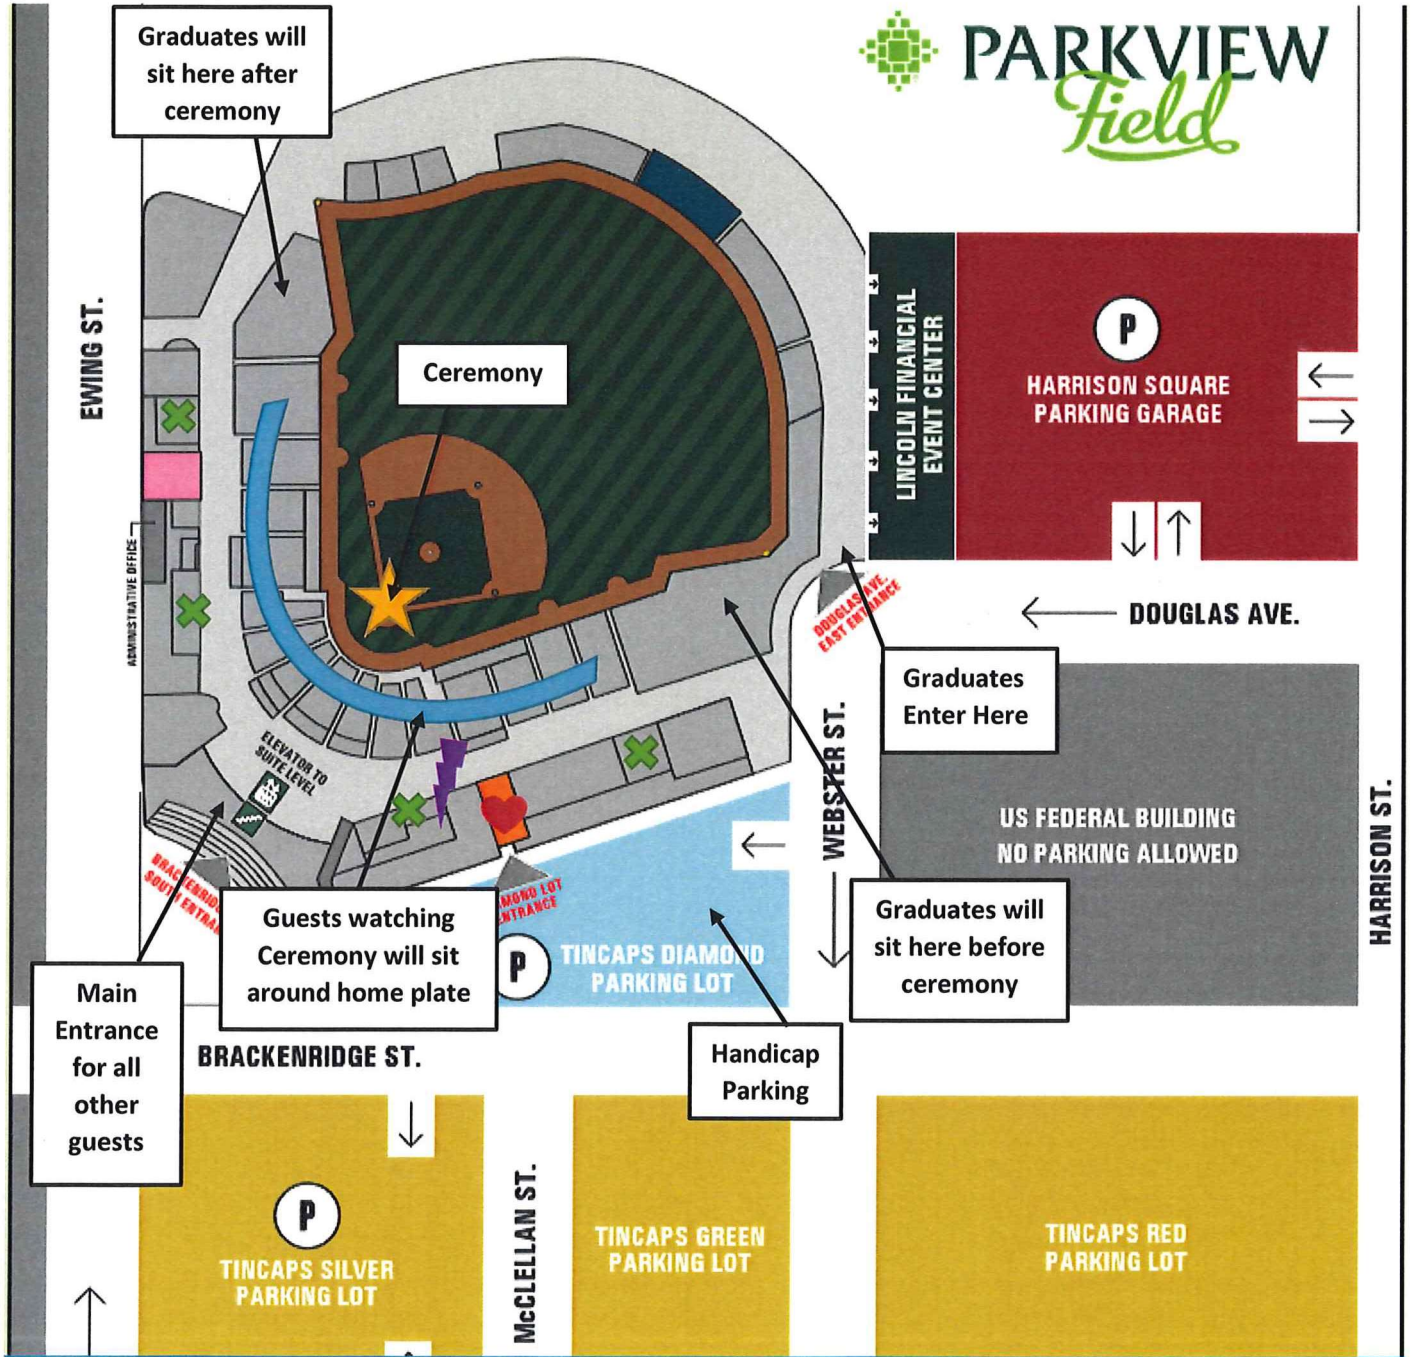 Graduates will
sit here after
ceremony
PARKVIEW
Field
EWING ST.
Ceremony
LINCOLN FINANCIAL
EVENT CENTER
P
HARRISON SQUARE
PARKING GARAGE
ADMINISTRATIVE OFFICE
DOUGLAS AVE.
EAST ENTRANCE
DOUGLAS AVE.
Graduates
Enter Here
ELEVATOR TO
SUITE LEVEL
WEBSTER ST.
US FEDERAL BUILDING
NO PARKING ALLOWED
HARRISON ST.
SOUTH
Guests watching
Ceremony will sit
around home plate
LOT
P
TINCAPS DIAMOND
PARKING LOT
Graduates will
sit here before
ceremony
Main
Entrance
for all
other
guests
BRACKENRIDGE ST.
Handicap
Parking
P
TINCAPS SILVER
PARKING LOT
McCLELLAN ST.
TINCAPS GREEN
PARKING LOT
TINCAPS RED
PARKING LOT